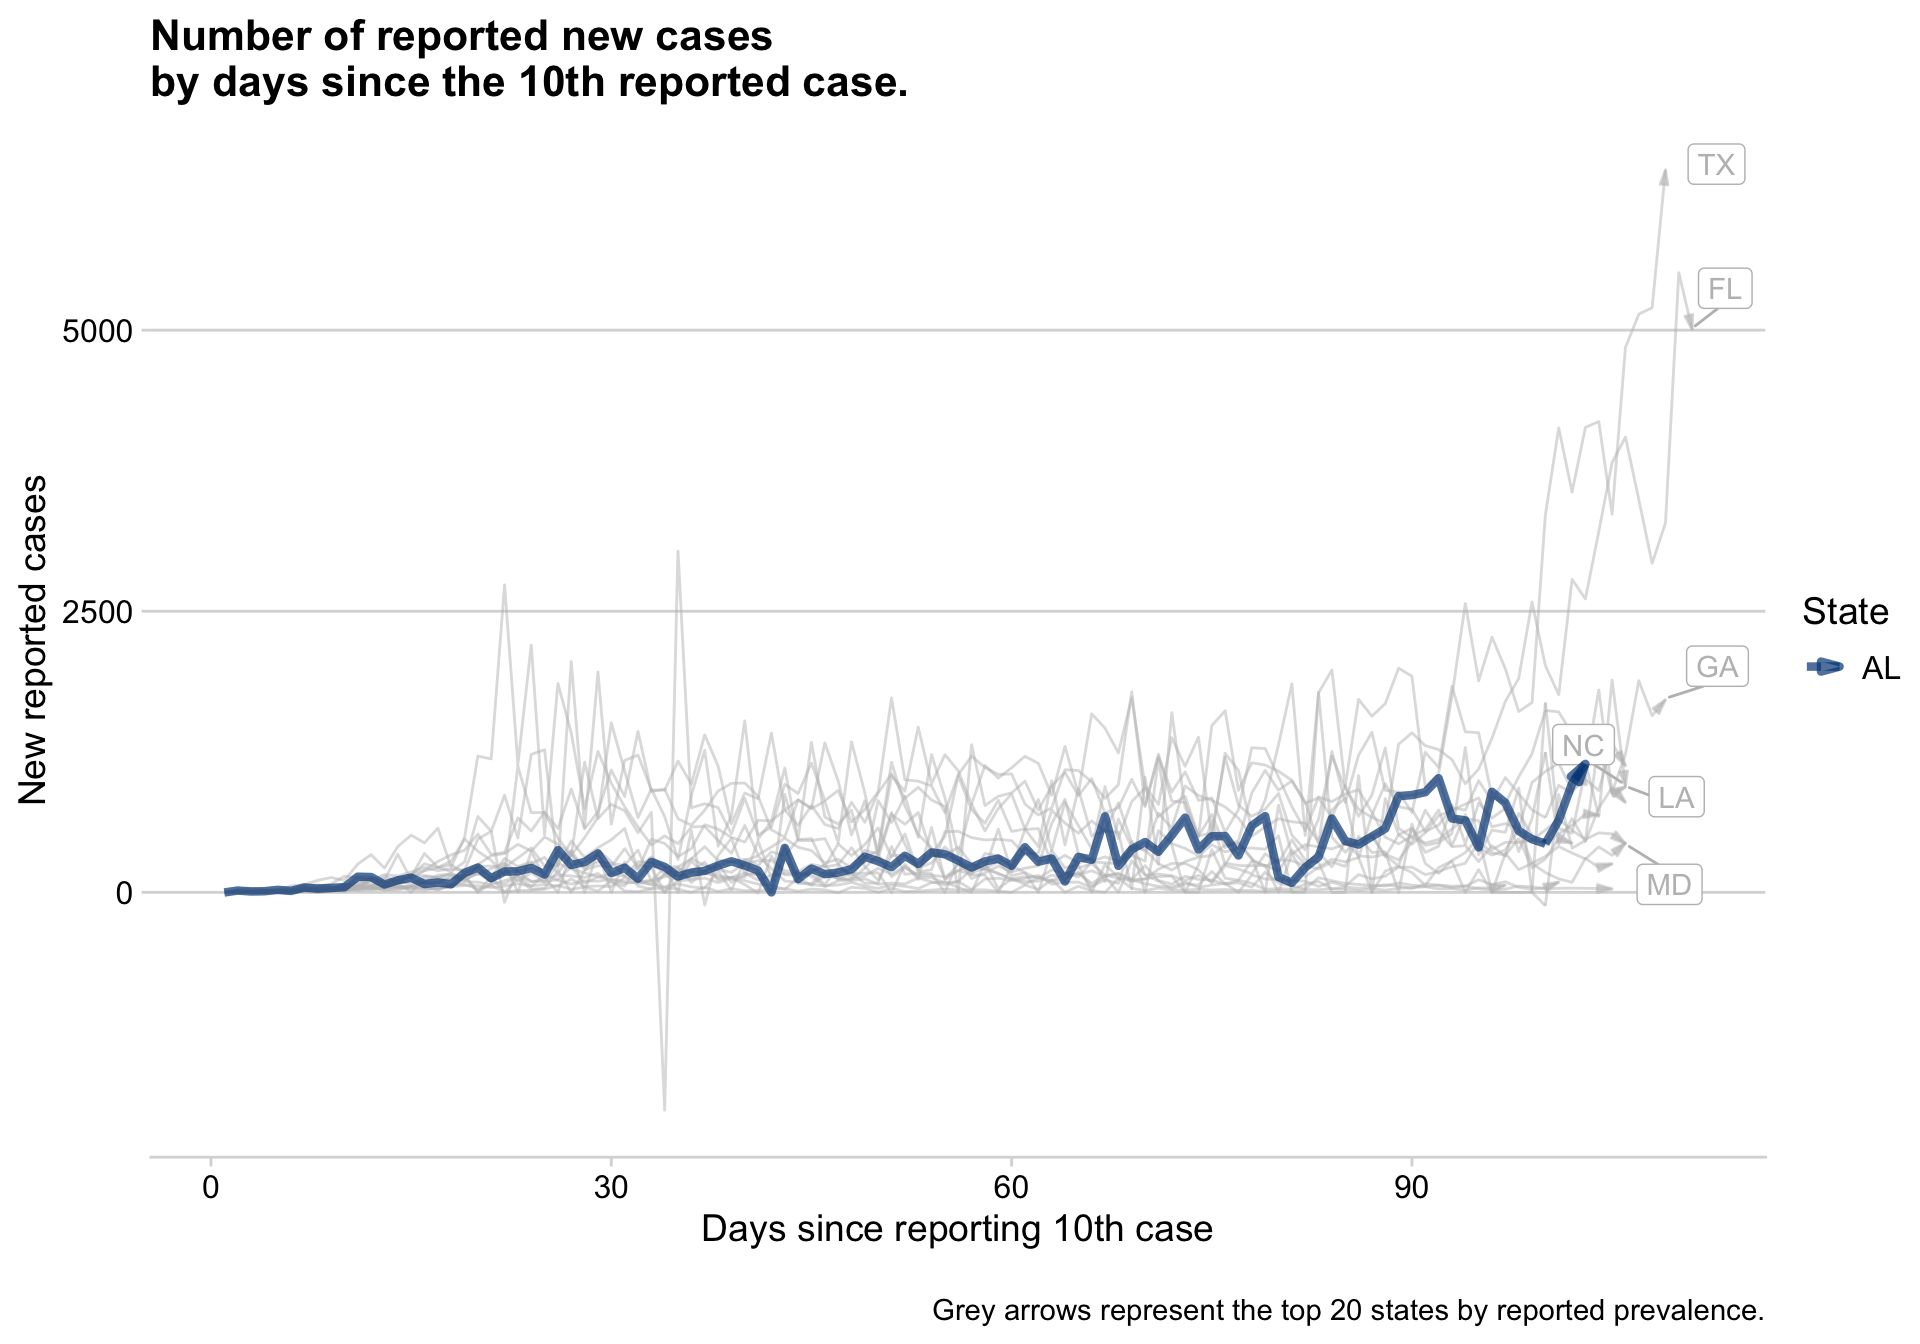 Number of reported new cases
by days since the 10th reported case.
TX
FL
5000
2500
GA
NC
LA
MD
0
New reported cases
State
AL
0 30 60 90
Days since reporting 10th case
Grey arrows represent the top 20 states by reported prevalence.